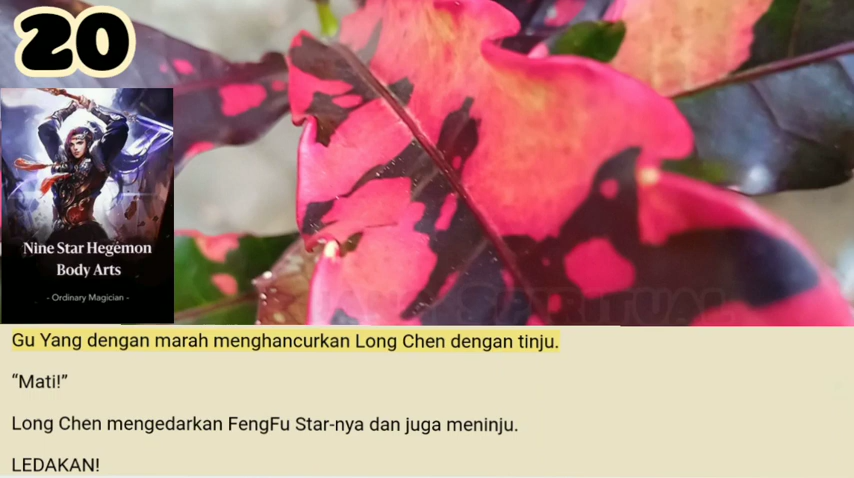 20
Nine Star Hegemon
Body Arts
- Ordinary Magician -
SPIRITUAL
Gu Yang dengan marah menghancurkan Long Chen dengan tinju.
“Mati!”
Long Chen mengedarkan FengFu Star-nya dan juga meninju.
LEDAKAN!